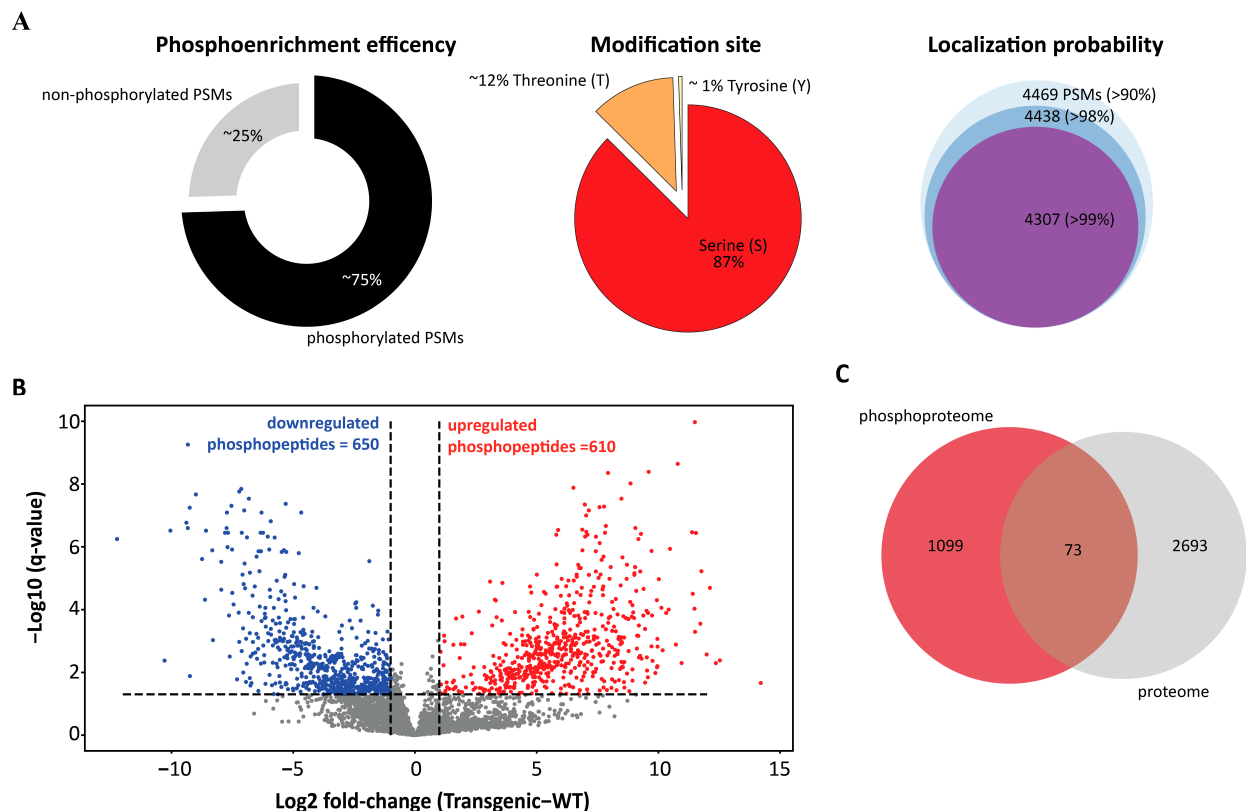 A
Phosphoenrichment efficency
non-phosphorylated PSMs
~25%
~75%
phosphorylated PSMs
Modification site
~12% Threonine (T)
~ 1% Tyrosine (Y)
Serine (S)
87%
Localization probability
4469 PSMs (>90%)
4438 (>98%)
4307 (>99%)
B
downregulated
phosphopeptides = 650
upregulated
phosphopeptides =610
−Log10 (q-value)
10
8
6
4
2
0
−10
−5
0
5
10
15
Log2 fold-change (Transgenic−WT)
C
phosphoproteome
1099
73
2693
proteome